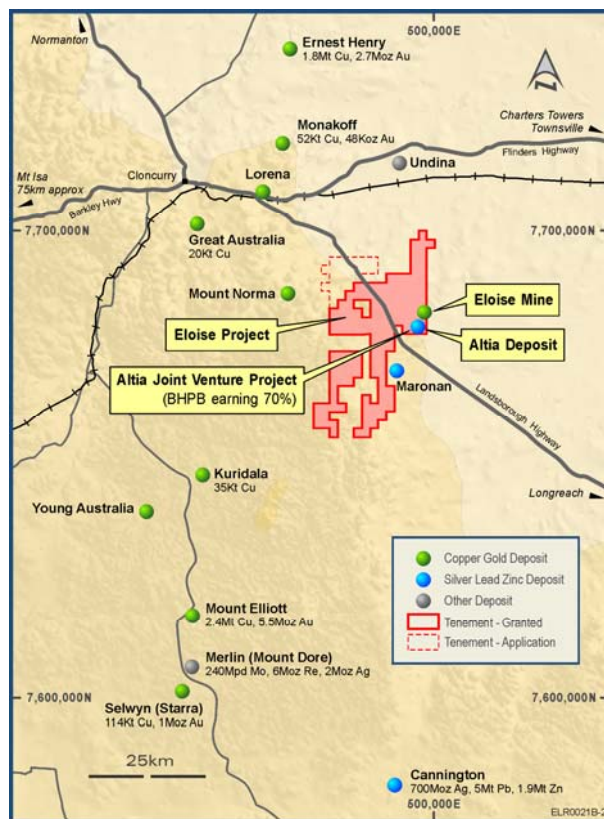 500,000E
Normanton
Ernest Henry
1.8Mt Cu, 2.7Moz Au
N
Monakoff
52Kt Cu, 48Koz Au
Charters Towers
Townsville
Flinders Highway
Undina
Mt Isa
75km approx
Cloncurry
Lorena
Barkley Hwy
7,700,000N
7,700,000N
Great Australia
20Kt Cu
Mount Norma
Eloise Mine
Eloise Project
Altia Deposit
Altia Joint Venture Project
(BHPB earning 70%)
Maronan
Landsborough Highway
Longreach
Kuridala
35Kt Cu
Young Australia
Copper Gold Deposit
Silver Lead Zinc Deposit
Other Deposit
Tenement - Granted
Tenement - Application
Mount Elliott
2.4Mt Cu, 5.5Moz Au
Merlin (Mount Dore)
240Mpd Mo, 6Moz Re, 2Moz Ag
7,600,000N
7,600,000N
Selwyn (Starra)
114Kt Cu, 1Moz Au
25km
Cannington
700Moz Ag, 5Mt Pb, 1.9Mt Zn
500,000E
ELR0021B-2